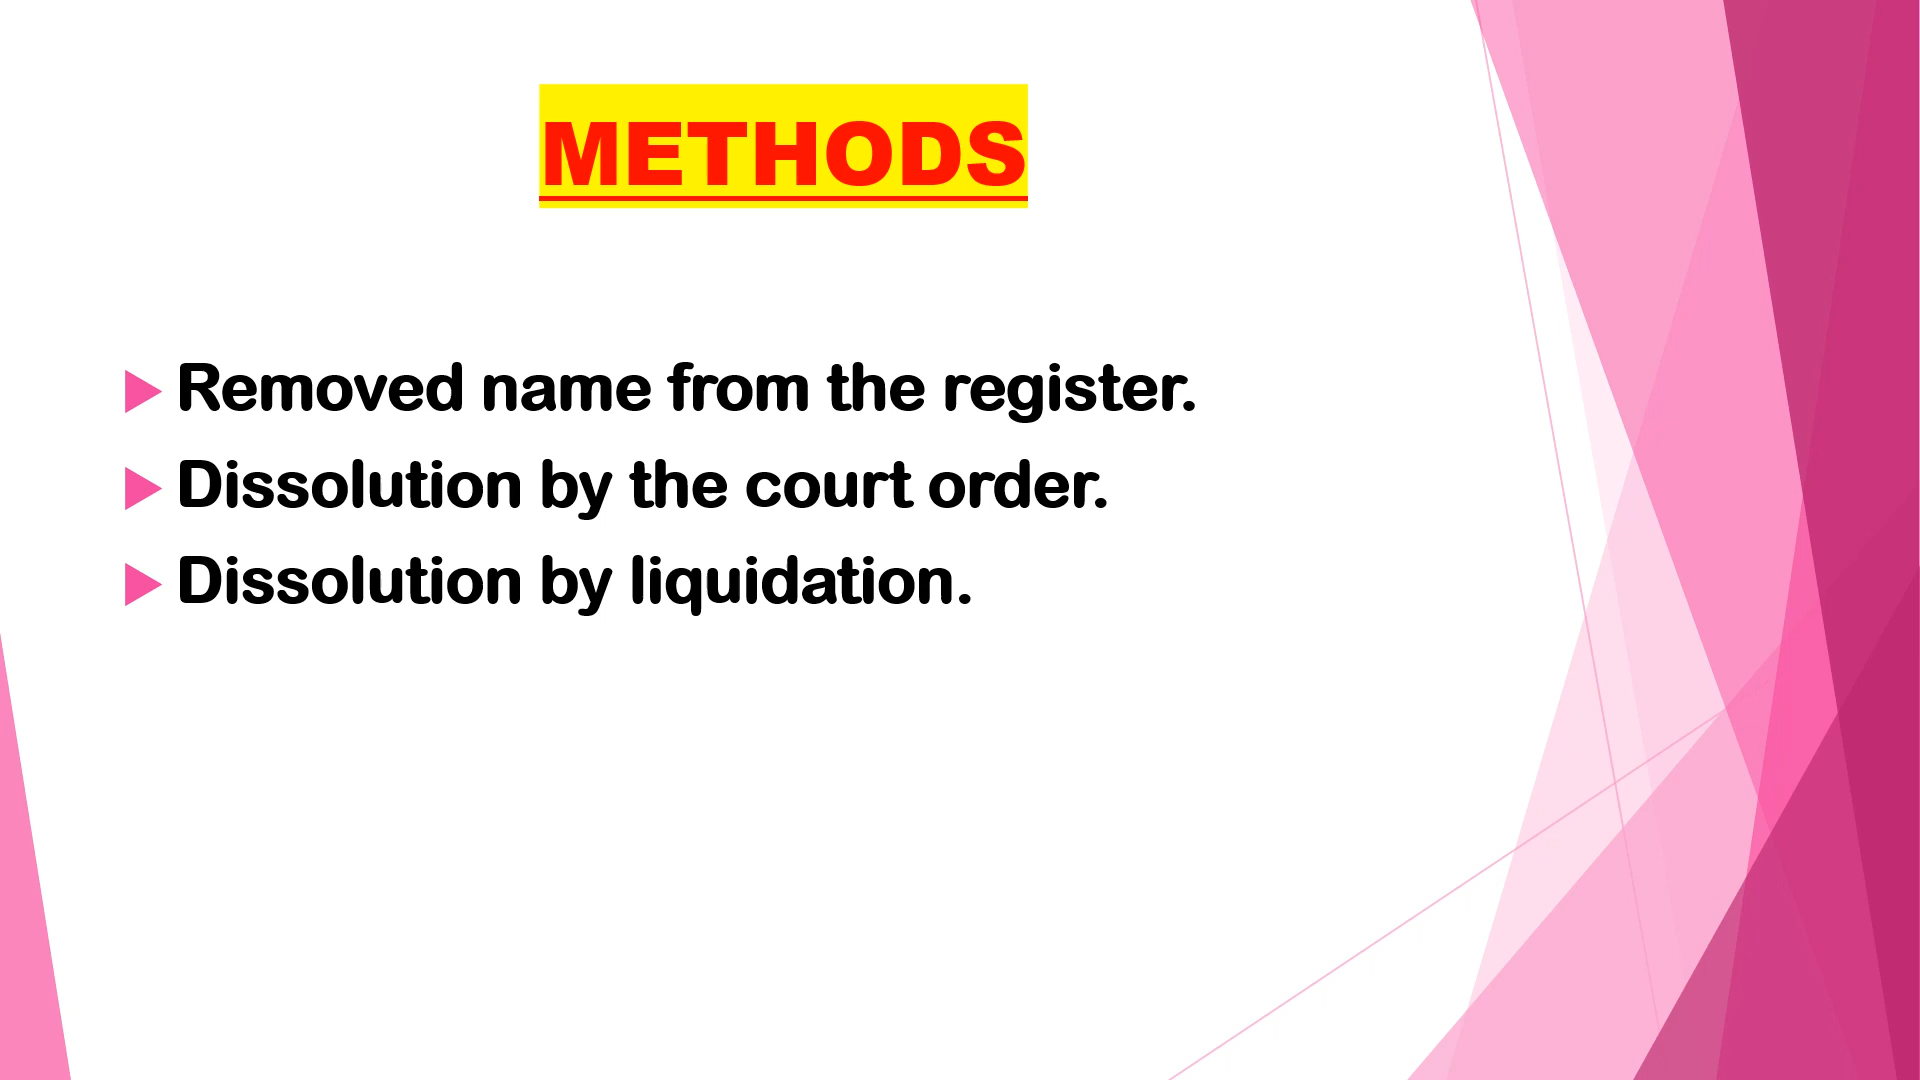 METHODS
Removed name from the register.
Dissolution by the court order.
Dissolution by liquidation.